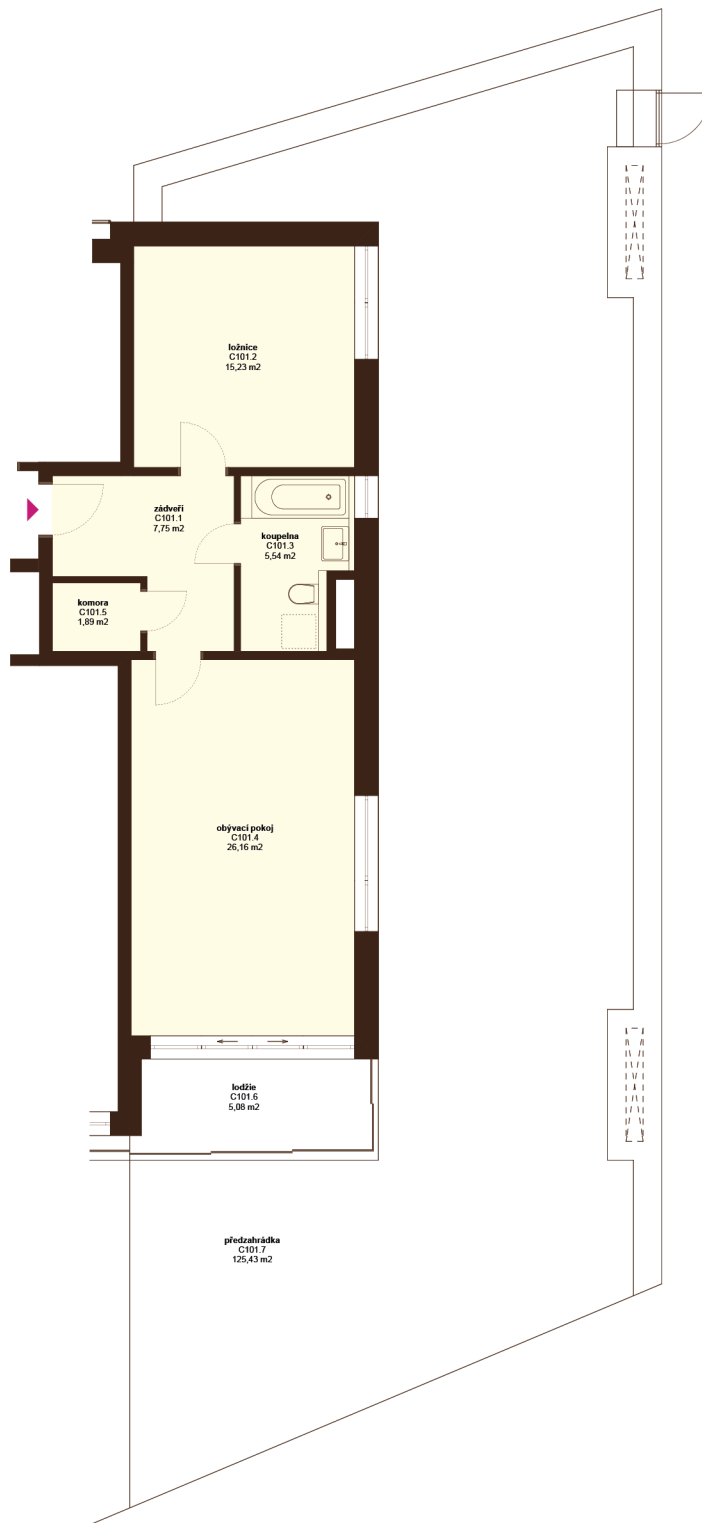 ložnice
C101.2
15,23 m2
zádveří
C101.1
7,75 m2
koupelna
C101.3
5,54 m2
komora
C101.5
1,89 m2
obývací pokoj
C101.4
26,16 m2
lodžie
C101.6
5,08 m2
předzahrádka
C101.7
125,43 m2